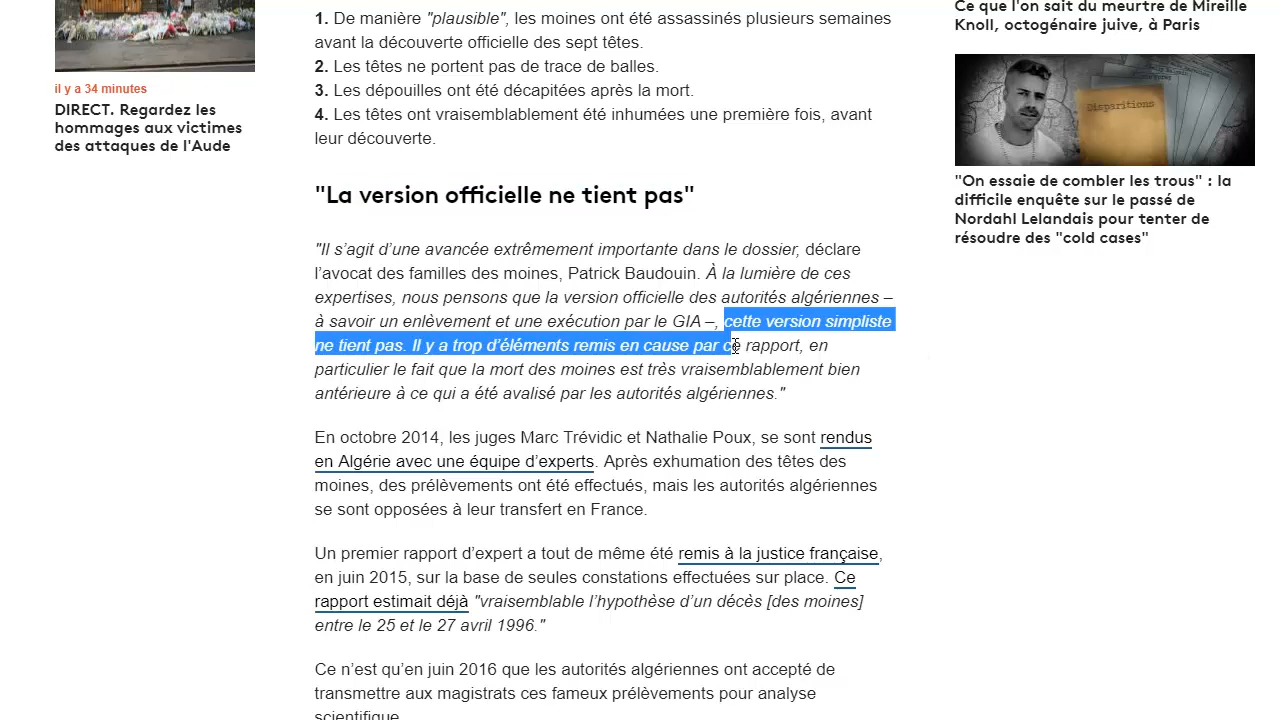 il y a 34 minutes
DIRECT. Regardez les
hommages aux victimes
des attaques de l'Aude
1. De manière "plausible", les moines ont été assassinés plusieurs semaines
avant la découverte officielle des sept têtes.
2. Les têtes ne portent pas de trace de balles.
3. Les dépouilles ont été décapitées après la mort.
4. Les têtes ont vraisemblablement été inhumées une première fois, avant
leur découverte.
"La version officielle ne tient pas"
"Il s’agit d’une avancée extrêmement importante dans le dossier, déclare
l’avocat des familles des moines, Patrick Baudouin. À la lumière de ces
expertises, nous pensons que la version officielle des autorités algériennes –
à savoir un enlèvement et une exécution par le GIA –, cette version simpliste
ne tient pas. Il y a trop d’éléments remis en cause par ce rapport, en
particulier le fait que la mort des moines est très vraisemblablement bien
antérieure à ce qui a été avalisé par les autorités algériennes."
En octobre 2014, les juges Marc Trévidic et Nathalie Poux, se sont rendus
en Algérie avec une équipe d’experts. Après exhumation des têtes des
moines, des prélèvements ont été effectués, mais les autorités algériennes
se sont opposées à leur transfert en France.
Un premier rapport d’expert a tout de même été remis à la justice française,
en juin 2015, sur la base de seules constations effectuées sur place. Ce
rapport estimait déjà "vraisemblable l’hypothèse d’un décès [des moines]
entre le 25 et le 27 avril 1996."
Ce n’est qu’en juin 2016 que les autorités algériennes ont accepté de
transmettre aux magistrats ces fameux prélèvements pour analyse
scientifique.
Ce que l'on sait du meurtre de Mireille
Knoll, octogénaire juive, à Paris
Disparitions
"On essaie de combler les trous" : la
difficile enquête sur le passé de
Nordahl Lelandais pour tenter de
résoudre des "cold cases"